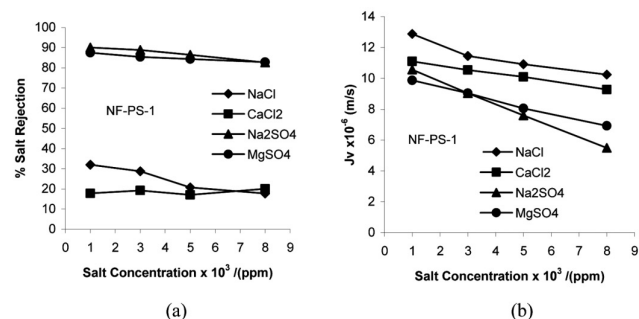 (a)
% Salt Rejection
100
90
80
70
60
50
40
30
20
10
0
NF-PS-1
NaCl
CaCl2
Na2SO4
MgSO4
0 1 2 3 4 5 6 7 8 9
Salt Concentration x 10³ /(ppm)
(a)
(b)
Jv x10⁻⁶ (m/s)
14
12
10
8
6
4
2
0
NF-PS-1
NaCl
CaCl2
Na2SO4
MgSO4
0 1 2 3 4 5 6 7 8 9
Salt Concentration x 10³ /(ppm)
(b)